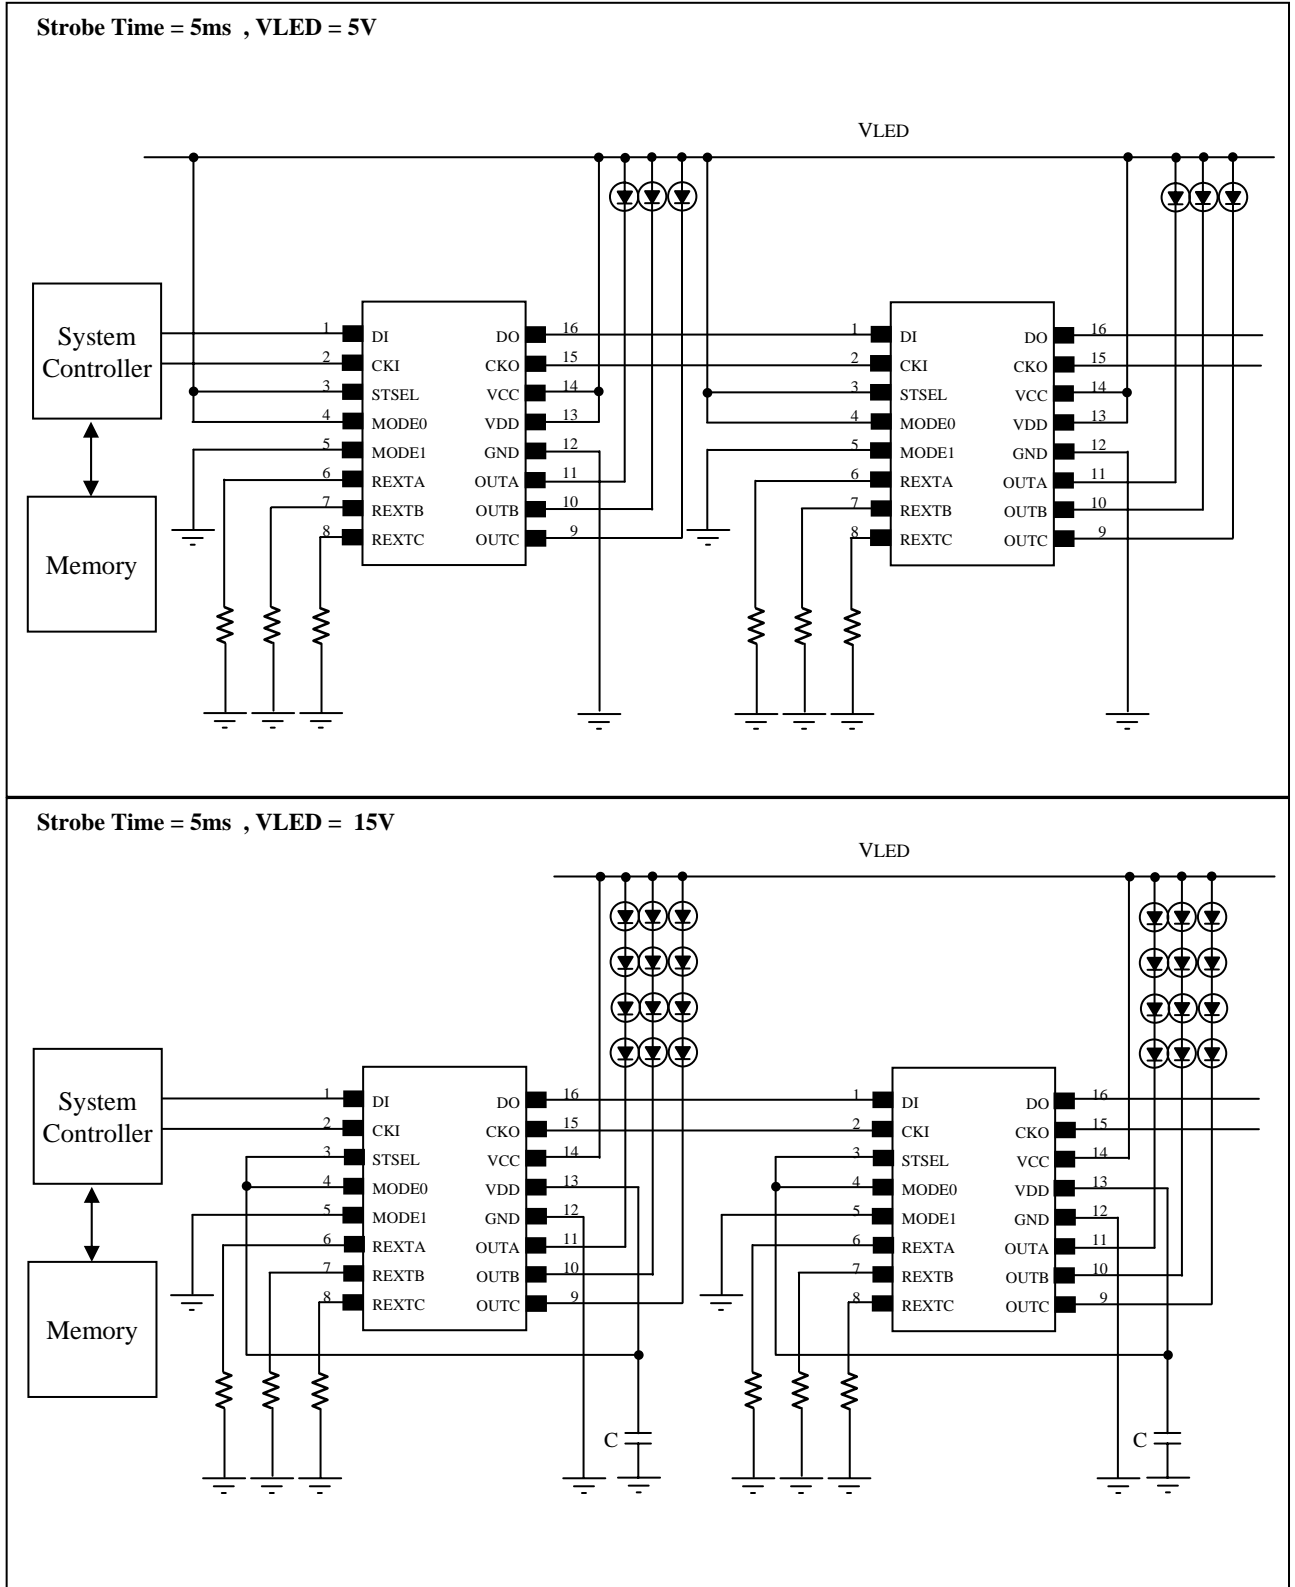 Strobe Time = 5ms , VLED = 5V
VLED
System
Controller
Memory
1 DI DO 16
2 CKI CKO 15
3 STSEL VCC 14
4 MODE0 VDD 13
5 MODE1 GND 12
6 REXTA OUTA 11
7 REXTB OUTB 10
8 REXTC OUTC 9
1 DI DO 16
2 CKI CKO 15
3 STSEL VCC 14
4 MODE0 VDD 13
5 MODE1 GND 12
6 REXTA OUTA 11
7 REXTB OUTB 10
8 REXTC OUTC 9
Strobe Time = 5ms , VLED = 15V
VLED
System
Controller
Memory
1 DI DO 16
2 CKI CKO 15
3 STSEL VCC 14
4 MODE0 VDD 13
5 MODE1 GND 12
6 REXTA OUTA 11
7 REXTB OUTB 10
8 REXTC OUTC 9
C
1 DI DO 16
2 CKI CKO 15
3 STSEL VCC 14
4 MODE0 VDD 13
5 MODE1 GND 12
6 REXTA OUTA 11
7 REXTB OUTB 10
8 REXTC OUTC 9
C